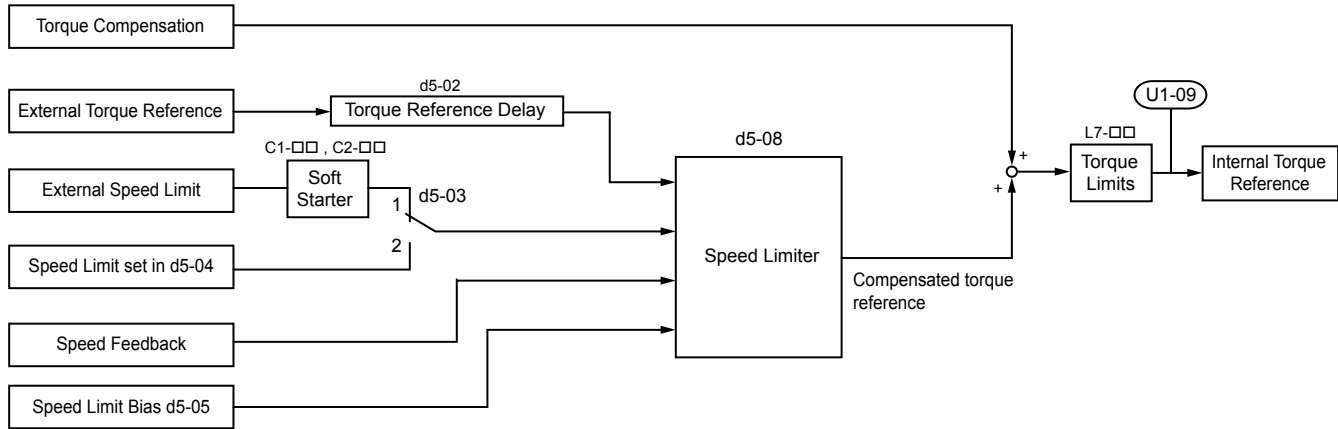 Torque Compensation
External Torque Reference
d5-02
Torque Reference Delay
C1-□□ , C2-□□
External Speed Limit
Soft
Starter
1
d5-03
2
Speed Limit set in d5-04
Speed Feedback
Speed Limit Bias d5-05
d5-08
Speed Limiter
Compensated torque
reference
+
+
L7-□□
Torque
Limits
U1-09
Internal Torque
Reference